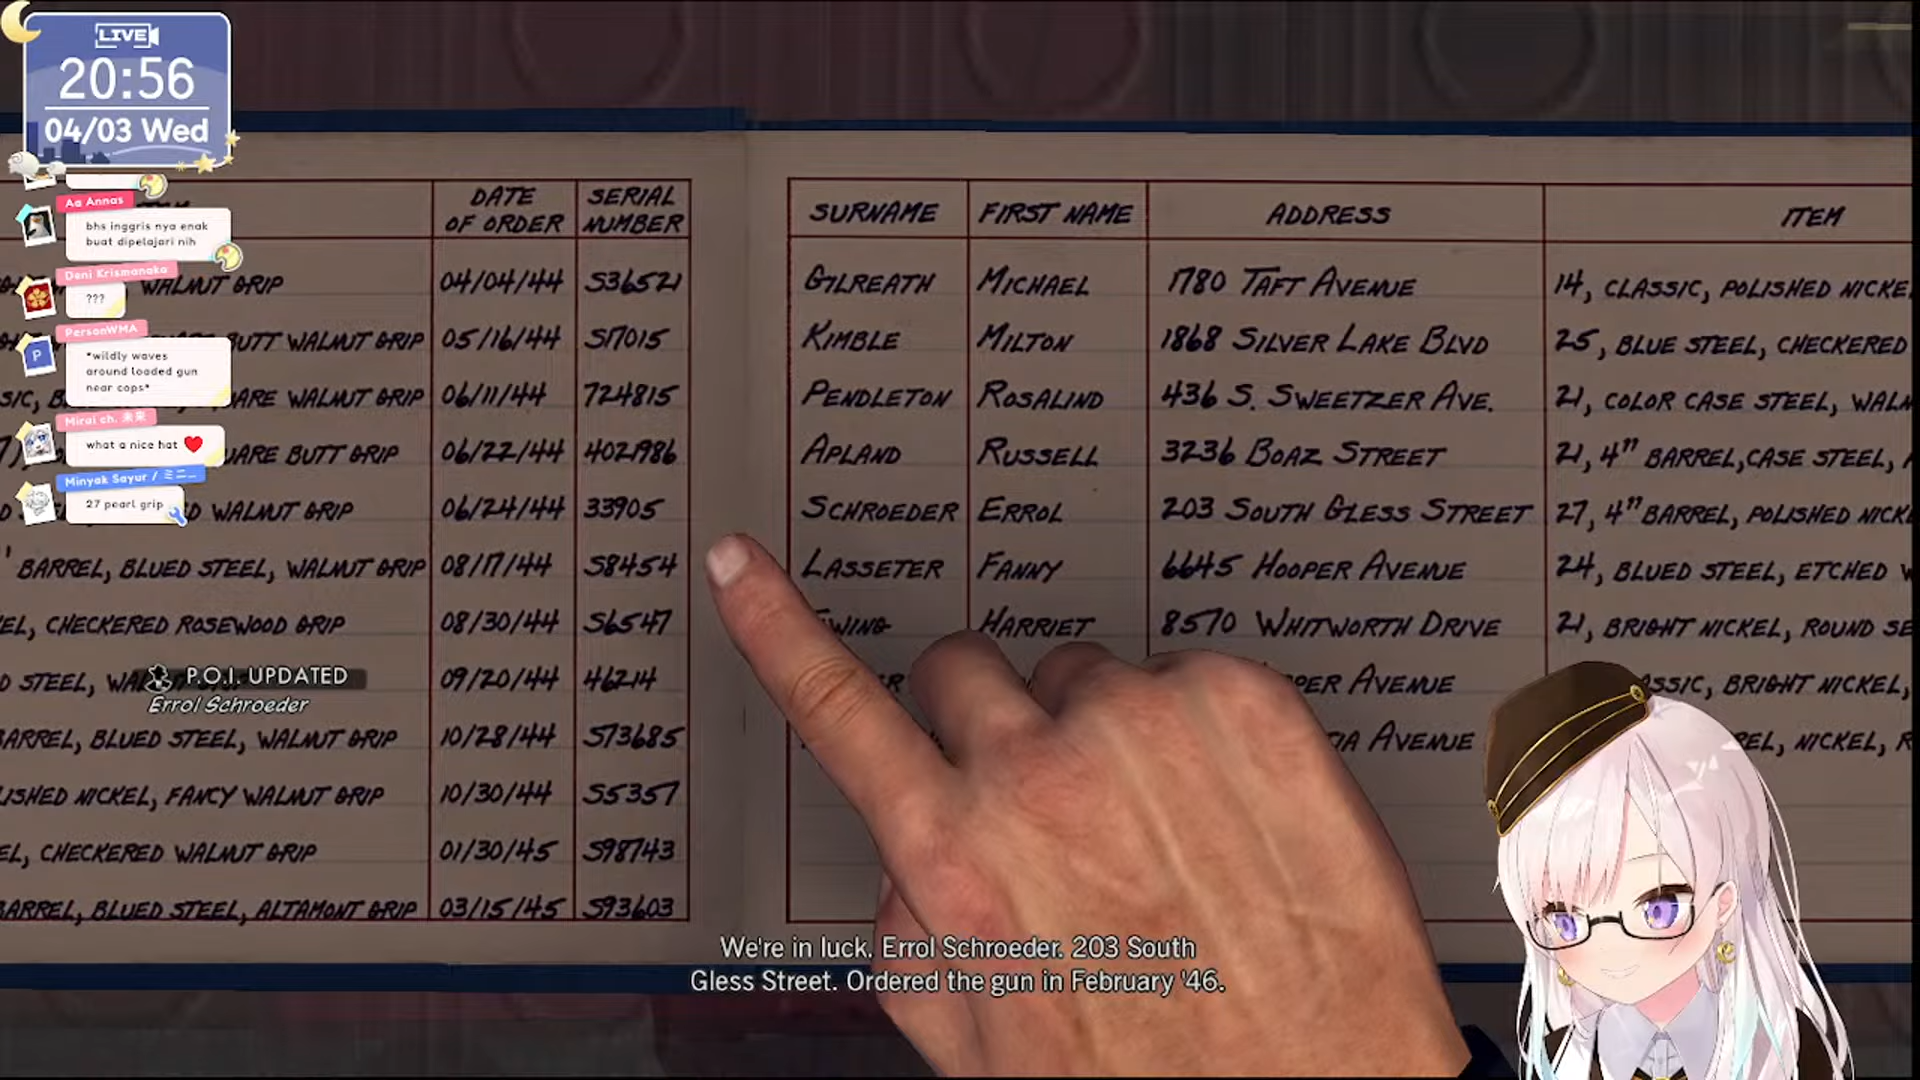 LIVE
20:56
04/03 Wed
Aa Annas
bhs inggris nya enak
buat dipelajari nih
Deni Krismanaka
???
PersonWMA
*wildly waves
around loaded gun
near cops*
Mirai ch. 未来
what a nice hat ❤
Minyak Sayur / ミニ_
27 pearl grip
DATE
OF ORDER
SERIAL
NUMBER
WALNUT GRIP 04/04/44 S36521
BUTT WALNUT GRIP 05/16/44 S17015
WALNUT GRIP 06/11/44 724815
BUTT GRIP 06/22/44 402986
WALNUT GRIP 06/24/44 33905
BARREL, BLUED STEEL, WALNUT GRIP 08/17/44 S8454
CHECKERED ROSEWOOD GRIP 08/30/44 S6547
STEEL, 09/20/44 46214
BARREL, BLUED STEEL, WALNUT GRIP 10/28/44 S73685
NICKEL, FANCY WALNUT GRIP 10/30/44 S5357
CHECKERED WALNUT GRIP 01/30/45 S98743
BARREL, BLUED STEEL, ALTAMONT GRIP 03/15/45 S93603
P.O.I. UPDATED
Errol Schroeder
SURNAME FIRST NAME ADDRESS ITEM
GILREATH MICHAEL 1780 TAFT AVENUE 14, CLASSIC, POLISHED
KIMBLE MILTON 1868 SILVER LAKE BLVD 25, BLUE STEEL, CHECKERED
PENDLETON ROSALIND 436 S. SWEETZER AVE. 21, COLOR CASE STEEL,
APLAND RUSSELL 3236 BOAZ STREET 21, 4" BARREL, CASE STEEL,
SCHROEDER ERROL 203 SOUTH GLESS STREET 27, 4" BARREL, POLISHED
LASSETER FANNY 6645 HOOPER AVENUE 24, BLUED STEEL, ETCHED
EWING HARRIET 8570 WHITWORTH DRIVE 21, BRIGHT NICKEL, ROUND
AVENUE BRIGHT NICKEL,
AVENUE NICKEL,
We're in luck. Errol Schroeder. 203 South
Gless Street. Ordered the gun in February '46.